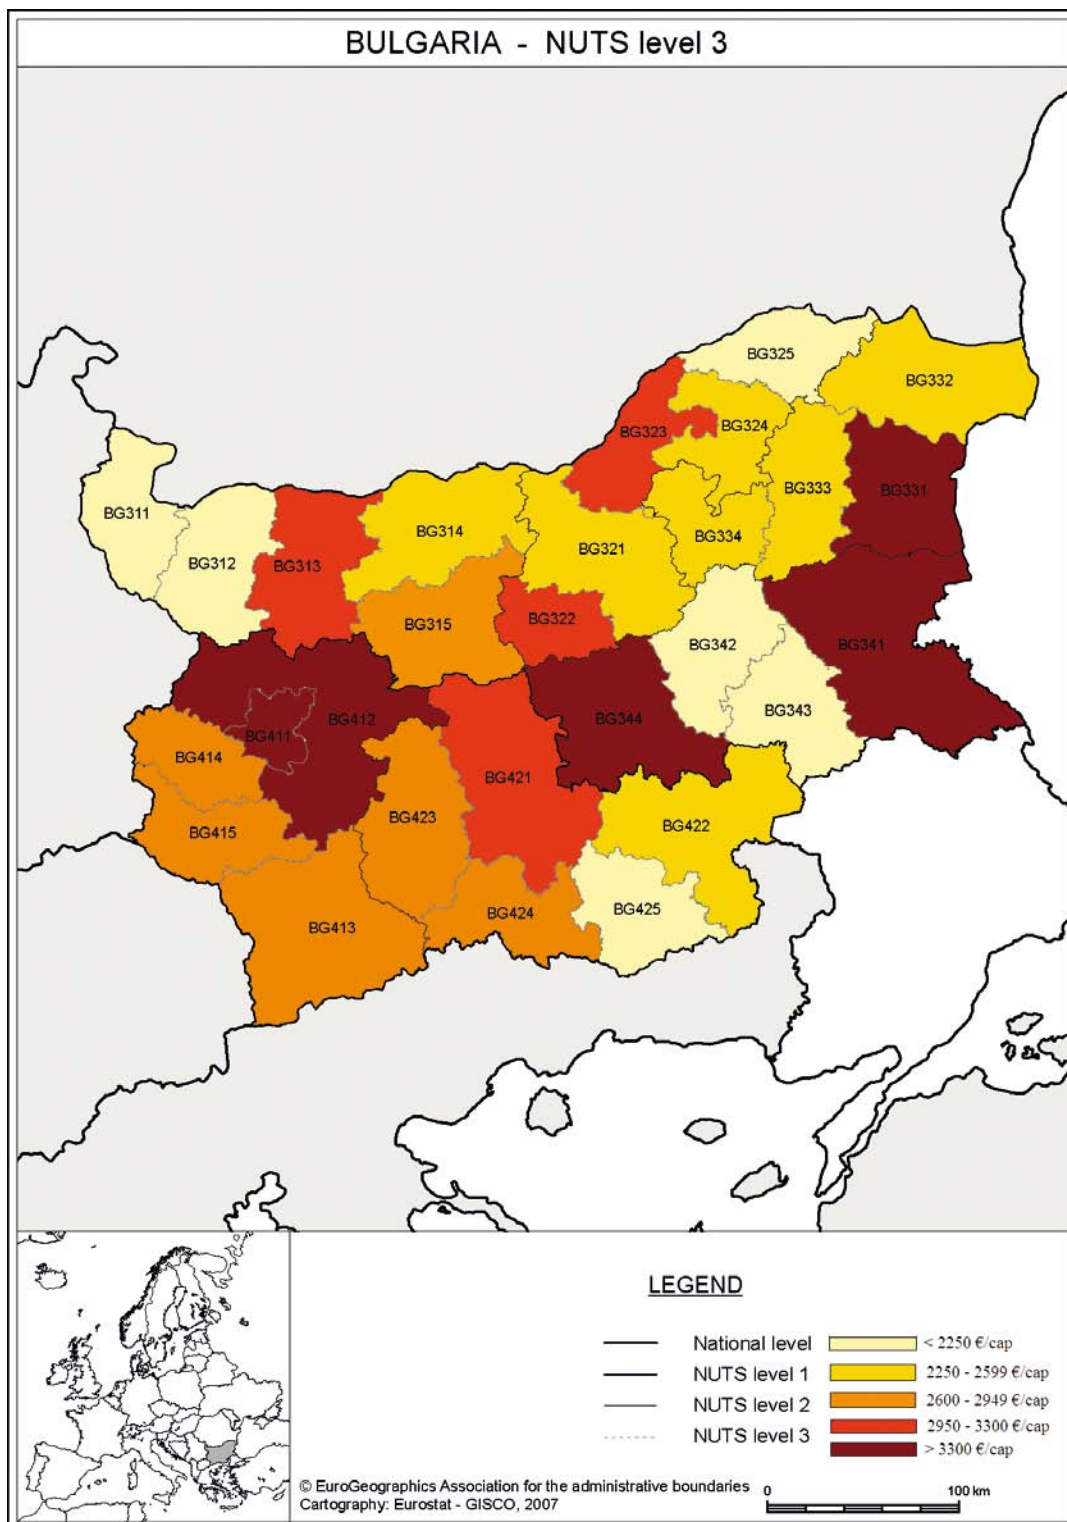 BULGARIA - NUTS level 3
BG325
BG332
BG323
BG324
BG331
BG333
BG311
BG314
BG334
BG321
BG312
BG313
BG322
BG315
BG342
BG341
BG343
BG344
BG412
BG411
BG414
BG421
BG423
BG422
BG415
BG425
BG424
BG413
LEGEND
National level < 2250 €/cap
NUTS level 1 2250 - 2599 €/cap
NUTS level 2 2600 - 2949 €/cap
NUTS level 3 2950 - 3300 €/cap
> 3300 €/cap
© EuroGeographics Association for the administrative boundaries
Cartography: Eurostat - GISCO, 2007
0 100 km